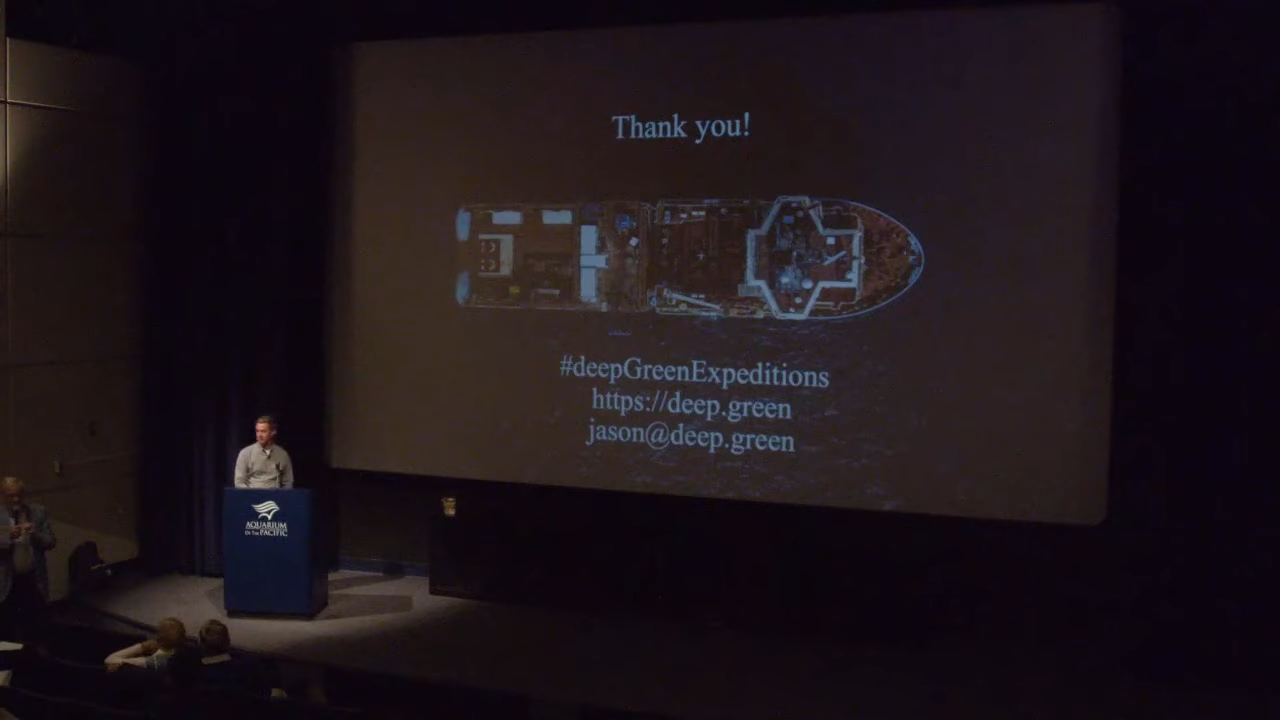 Thank you!
#deepGreenExpeditions
https://deep.green
jason@deep.green
AQUARIUM
OF THE PACIFIC